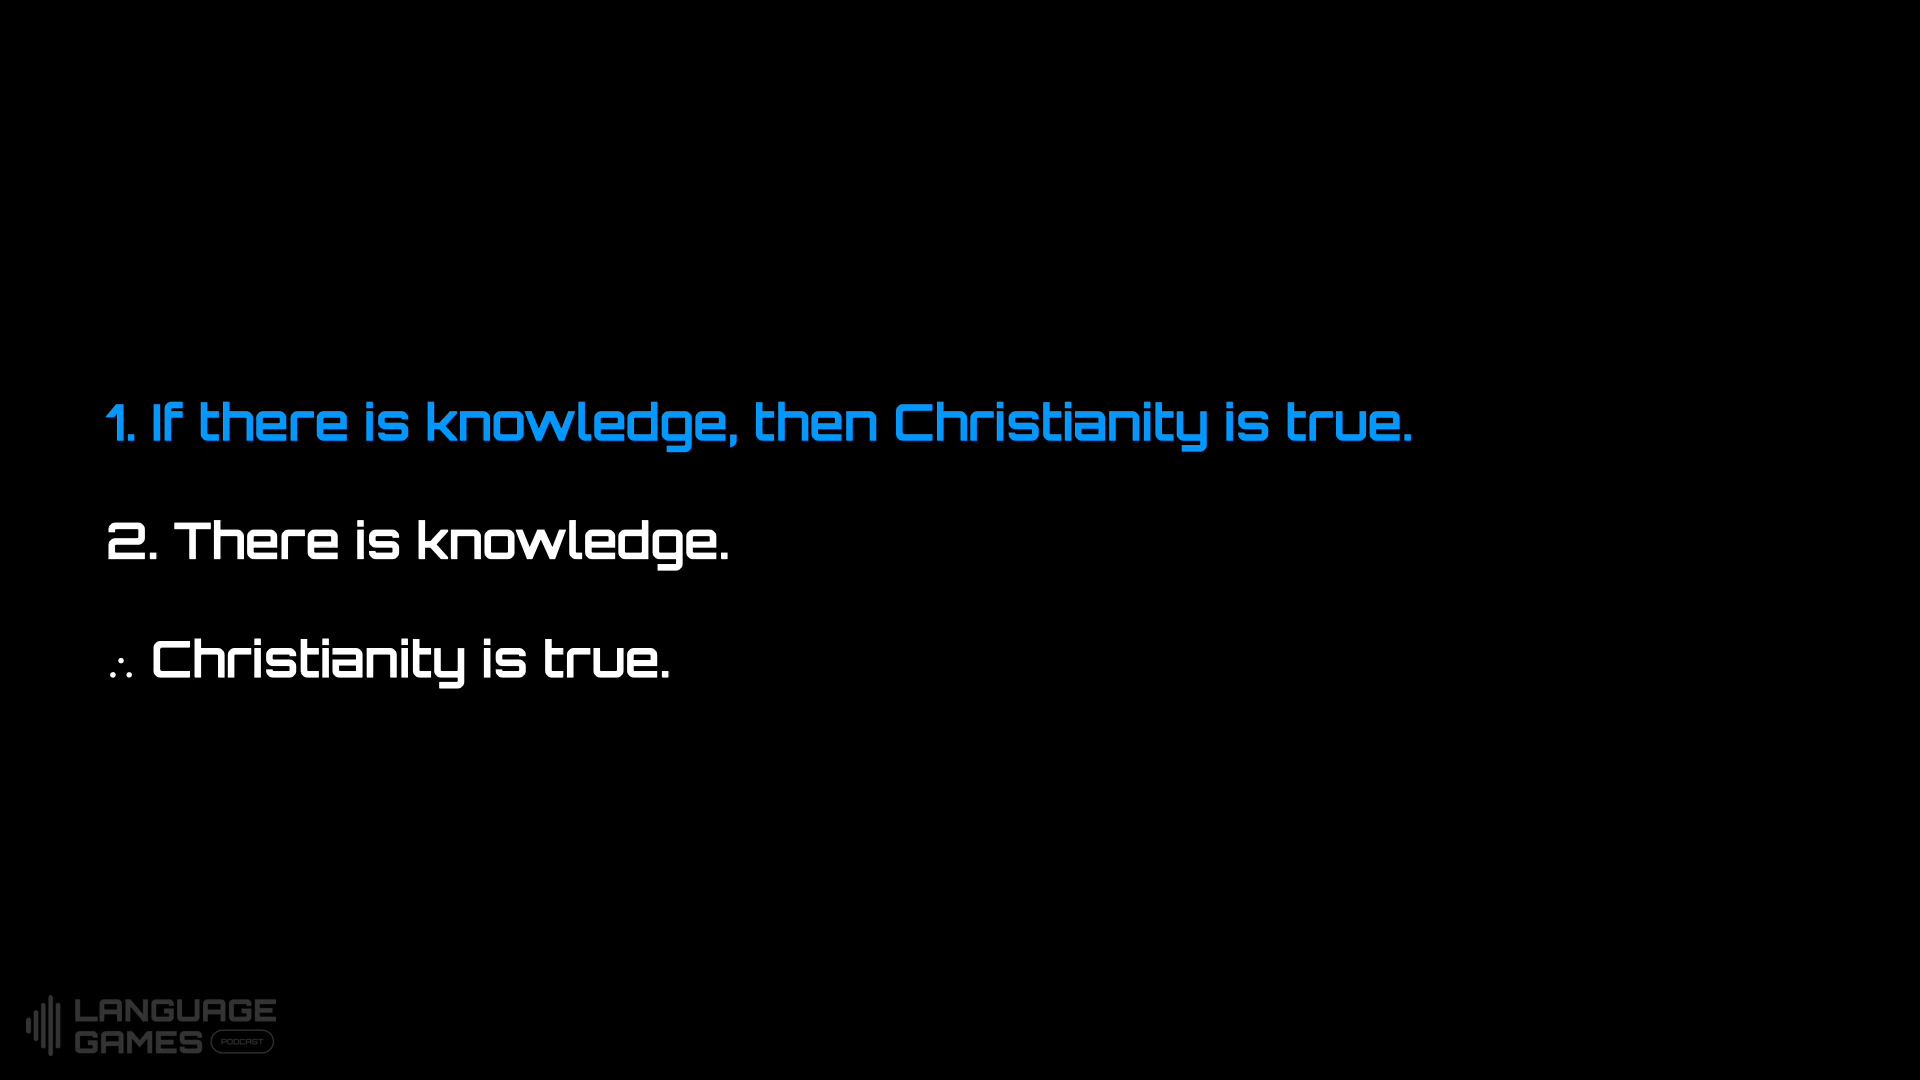 1. If there is knowledge, then Christianity is true.
2. There is knowledge.
∴ Christianity is true.
LANGUAGE
GAMES PODCAST